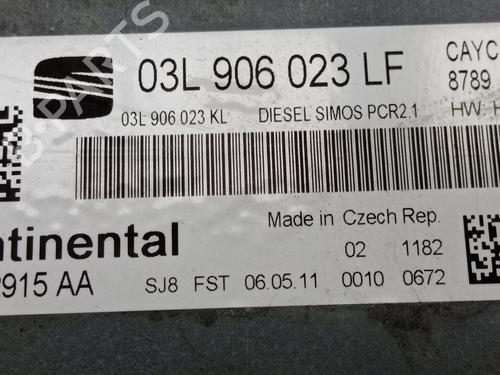 03L 906 023 LF
CAYC
8789
03L 906 023 KL DIESEL SIMOS PCR2.1
HW:
Made in Czech Rep.
02 1182
915 AA
SJ8 FST 06.05.11 0010 0672